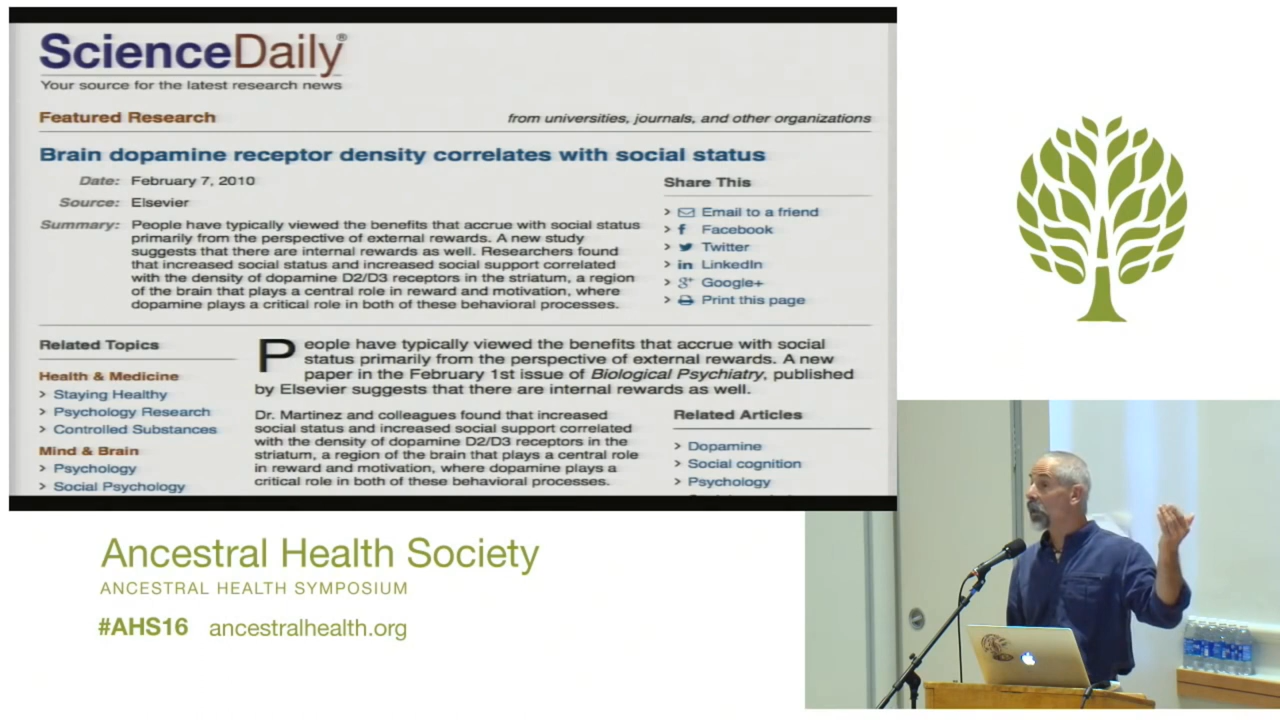 ScienceDaily®
Your source for the latest research news
Featured Research
from universities, journals, and other organizations
Brain dopamine receptor density correlates with social status
Date: February 7, 2010
Source: Elsevier
Summary: People have typically viewed the benefits that accrue with social status
primarily from the perspective of external rewards. A new study
suggests that there are internal rewards as well. Researchers found
that increased social status and increased social support correlated
with the density of dopamine D2/D3 receptors in the striatum, a region
of the brain that plays a central role in reward and motivation, where
dopamine plays a critical role in both of these behavioral processes.
Share This
> Email to a friend
> f Facebook
> Twitter
> in LinkedIn
> g+ Google+
> Print this page
Related Topics
Health & Medicine
> Staying Healthy
> Psychology Research
> Controlled Substances
Mind & Brain
> Psychology
> Social Psychology
People have typically viewed the benefits that accrue with social
status primarily from the perspective of external rewards. A new
paper in the February 1st issue of Biological Psychiatry, published
by Elsevier suggests that there are internal rewards as well.
Dr. Martinez and colleagues found that increased
social status and increased social support correlated
with the density of dopamine D2/D3 receptors in the
striatum, a region of the brain that plays a central role
in reward and motivation, where dopamine plays a
critical role in both of these behavioral processes.
Related Articles
> Dopamine
> Social cognition
> Psychology
Ancestral Health Society
ANCESTRAL HEALTH SYMPOSIUM
#AHS16 ancestralhealth.org